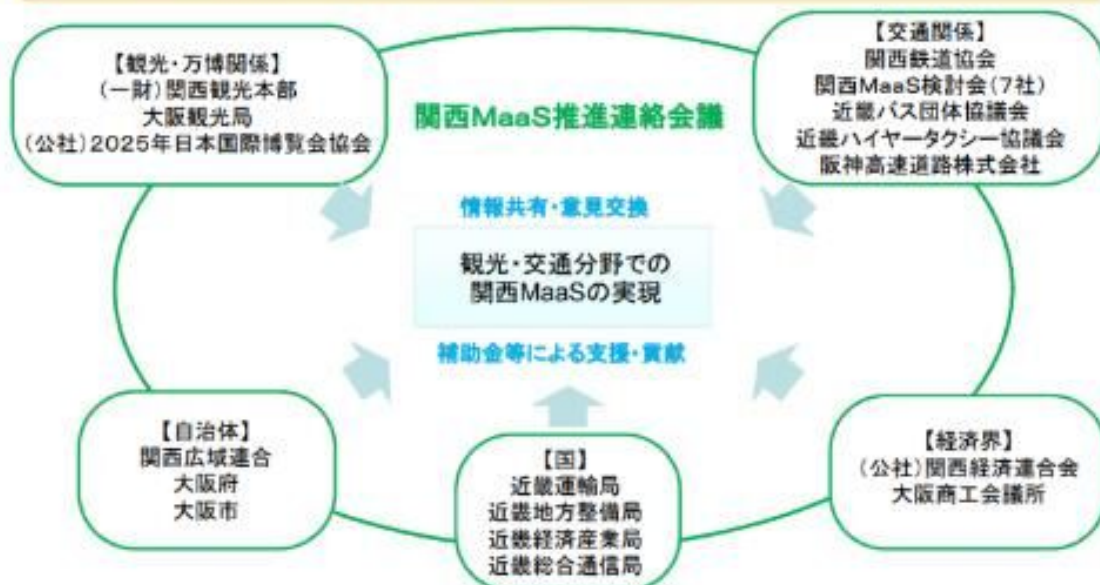 【観光・万博関係】
(一財)関西観光本部
大阪観光局
(公社)2025年日本国際博覧会協会
関西MaaS推進連絡会議
【交通関係】
関西鉄道協会
関西MaaS検討会(7社)
近畿バス団体協議会
近畿ハイヤータクシー協議会
阪神高速道路株式会社
情報共有・意見交換
観光・交通分野での
関西MaaSの実現
補助金等による支援・貢献
【自治体】
関西広域連合
大阪府
大阪市
【国】
近畿運輸局
近畿地方整備局
近畿経済産業局
近畿総合通信局
【経済界】
(公社)関西経済連合会
大阪商工会議所